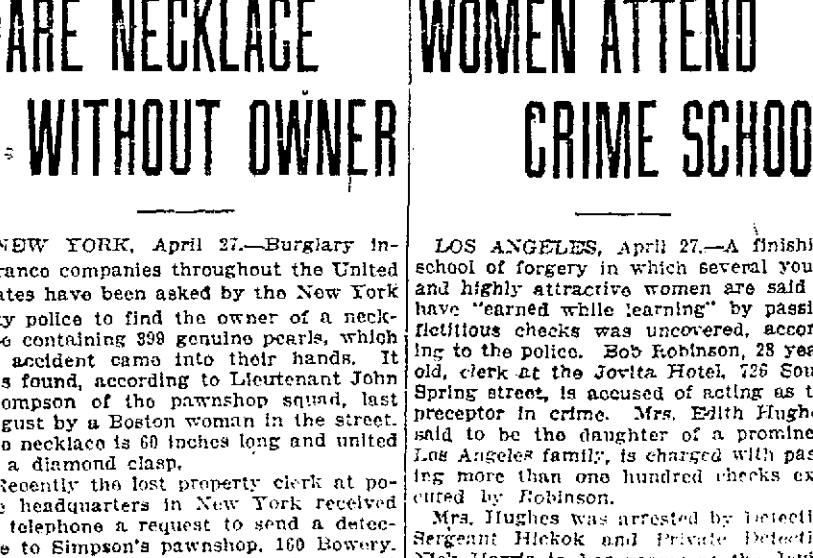 ARE NECKLACE
WITHOUT OWNER
NEW YORK, April 27.—Burglary in-
rance companies throughout the United
ates have been asked by the New York
ty police to find the owner of a neck-
e containing 399 genuine pearls, which
accident came into their hands. It
s found, according to Lieutenant John
ompson of the pawnshop squad, last
gust by a Boston woman in the street.
o necklace is 60 inches long and united
a diamond clasp.
Recently the lost property clerk at po-
e headquarters in New York received
telephone a request to send a detec-
e to Simpson's pawnshop, 160 Bowery.
WOMEN ATTEND
CRIME SCHOO
LOS ANGELES, April 27.—A finishi
school of forgery in which several you
and highly attractive women are said
have "earned while learning" by passi
fictitious checks was uncovered, accor
ing to the police. Bob Robinson, 28 yea
old, clerk at the Jovita Hotel, 726 Sou
Spring street, is accused of acting as t
preceptor in crime. Mrs. Edith Hughe
said to be the daughter of a promine
Los Angeles family, is charged with pas
ing more than one hundred checks ex
cuted by Robinson.
Mrs. Hughes was arrested by Detecti
Sergeant Hickok and Private Detecti